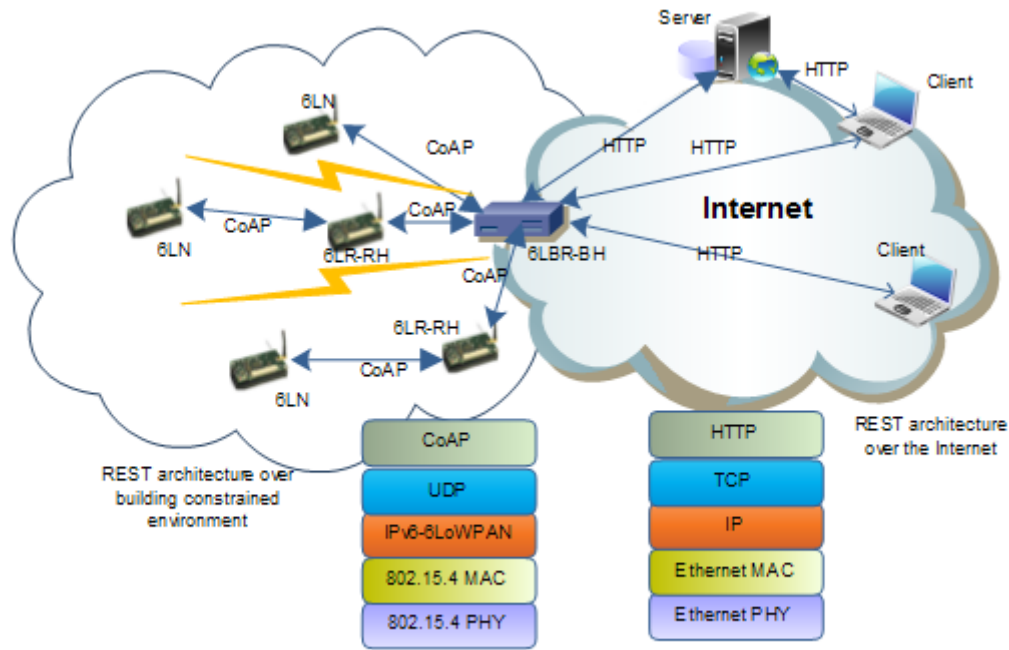 Server
HTTP
Client
6LN
CoAP
HTTP
HTTP
Internet
CoAP
CoAP
6LN
6LR-RH
6LBR-BH
HTTP
Client
CoAP
6LR-RH
CoAP
6LN
REST architecture over
building constrained
environment
CoAP
UDP
IPv6-6LoWPAN
802.15.4 MAC
802.15.4 PHY
HTTP
TCP
IP
Ethernet MAC
Ethernet PHY
REST architecture
over the Internet